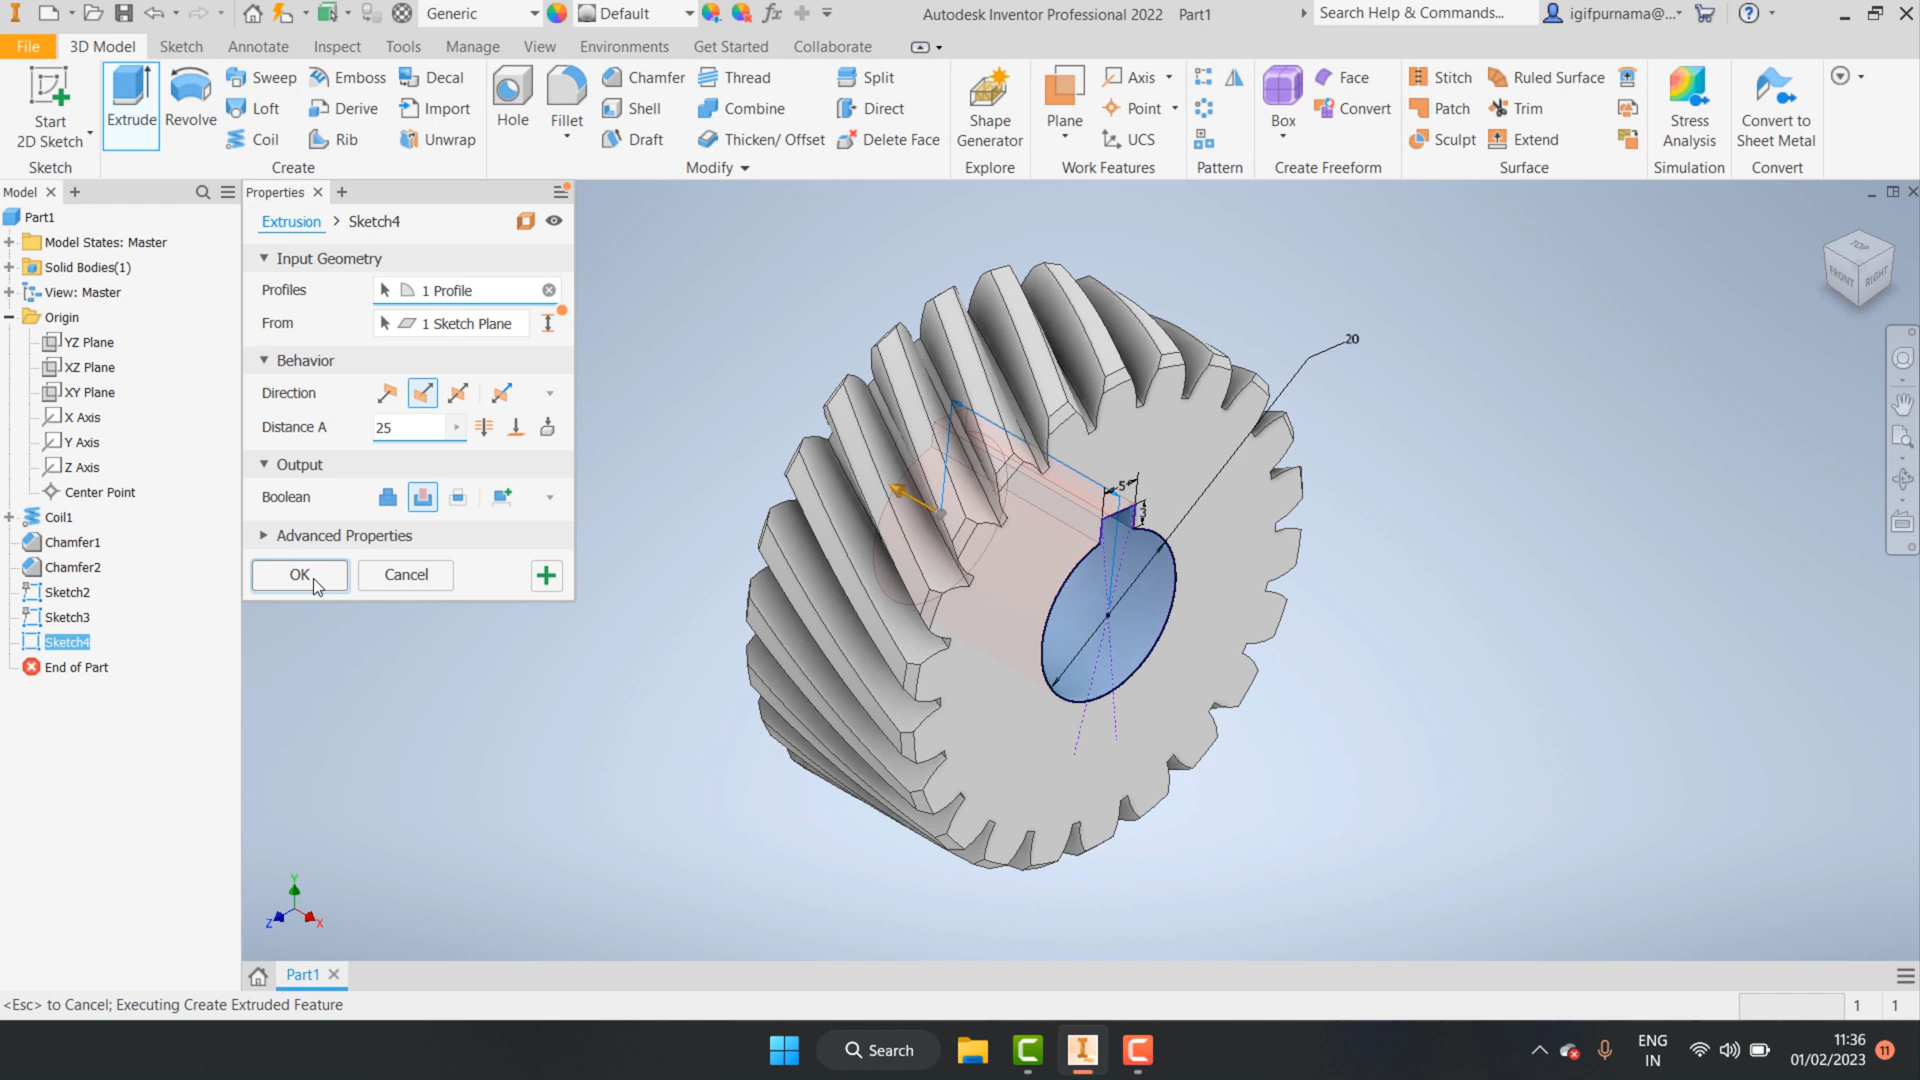 Generic
Default
Autodesk Inventor Professional 2022 Part1
Search Help & Commands...
igifpurnama@...
File
3D Model
Sketch
Annotate
Inspect
Tools
Manage
View
Environments
Get Started
Collaborate
Start
2D Sketch
Extrude
Revolve
Sweep
Emboss
Decal
Loft
Derive
Import
Coil
Rib
Unwrap
Hole
Fillet
Chamfer
Thread
Split
Shell
Combine
Direct
Draft
Thicken/ Offset
Delete Face
Shape
Generator
Plane
Axis
Point
UCS
Box
Face
Convert
Stitch
Ruled Surface
Patch
Trim
Sculpt
Extend
Stress
Analysis
Convert to
Sheet Metal
Sketch
Create
Modify
Explore
Work Features
Pattern
Create Freeform
Surface
Simulation
Convert
Model
Part1
Model States: Master
Solid Bodies(1)
View: Master
Origin
YZ Plane
XZ Plane
XY Plane
X Axis
Y Axis
Z Axis
Center Point
Coil1
Chamfer1
Chamfer2
Sketch2
Sketch3
Sketch4
End of Part
Properties
Extrusion > Sketch4
Input Geometry
Profiles 1 Profile
From 1 Sketch Plane
Behavior
Direction
Distance A 25
Output
Boolean
Advanced Properties
OK
Cancel
20
5
3
TOP
FRONT
RIGHT
Y
Z
X
Part1
<Esc> to Cancel; Executing Create Extruded Feature
1 1
Search
ENG
IN
11:36
01/02/2023
11